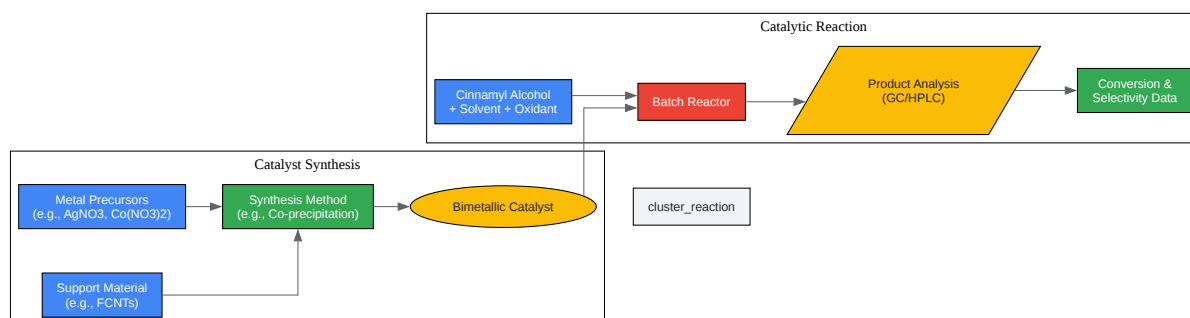 Catalytic Reaction
Cinnamyl Alcohol
+ Solvent + Oxidant
Batch Reactor
Product Analysis
(GC/HPLC)
Conversion &
Selectivity Data
Catalyst Synthesis
Metal Precursors
(e.g., AgNO3, Co(NO3)2)
Synthesis Method
(e.g., Co-precipitation)
Bimetallic Catalyst
cluster_reaction
Support Material
(e.g., FCNTs)